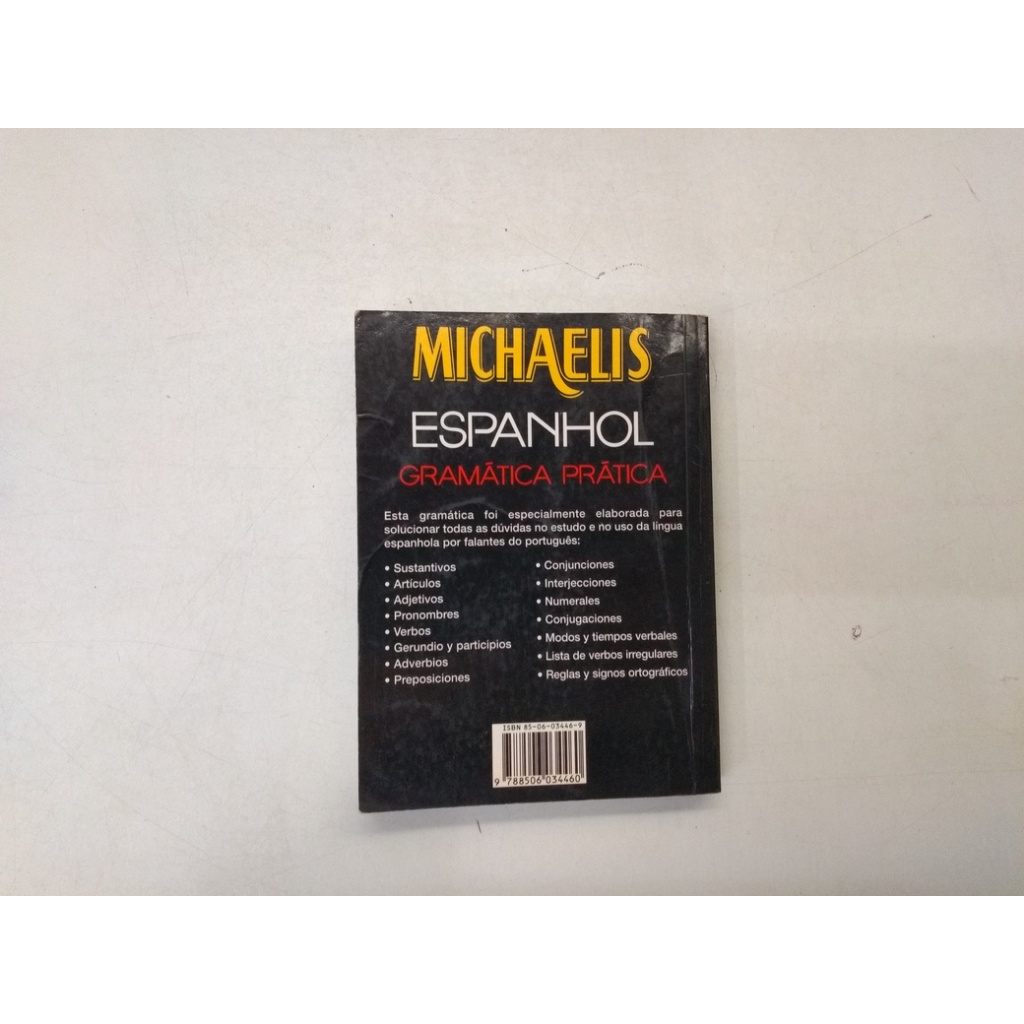 MICHAELIS
ESPANHOL
GRAMÁTICA PRÁTICA
Esta gramática foi especialmente elaborada para
solucionar todas as dúvidas no estudo e no uso da língua
espanhola por falantes do português:
• Sustantivos
• Artículos
• Adjetivos
• Pronombres
• Verbos
• Gerundio y participios
• Adverbios
• Preposiciones
• Conjunciones
• Interjecciones
• Numerales
• Conjugaciones
• Modos y tiempos verbales
• Lista de verbos irregulares
• Reglas y signos ortográficos
ISBN 85-06-03446-9
9 788506 034460